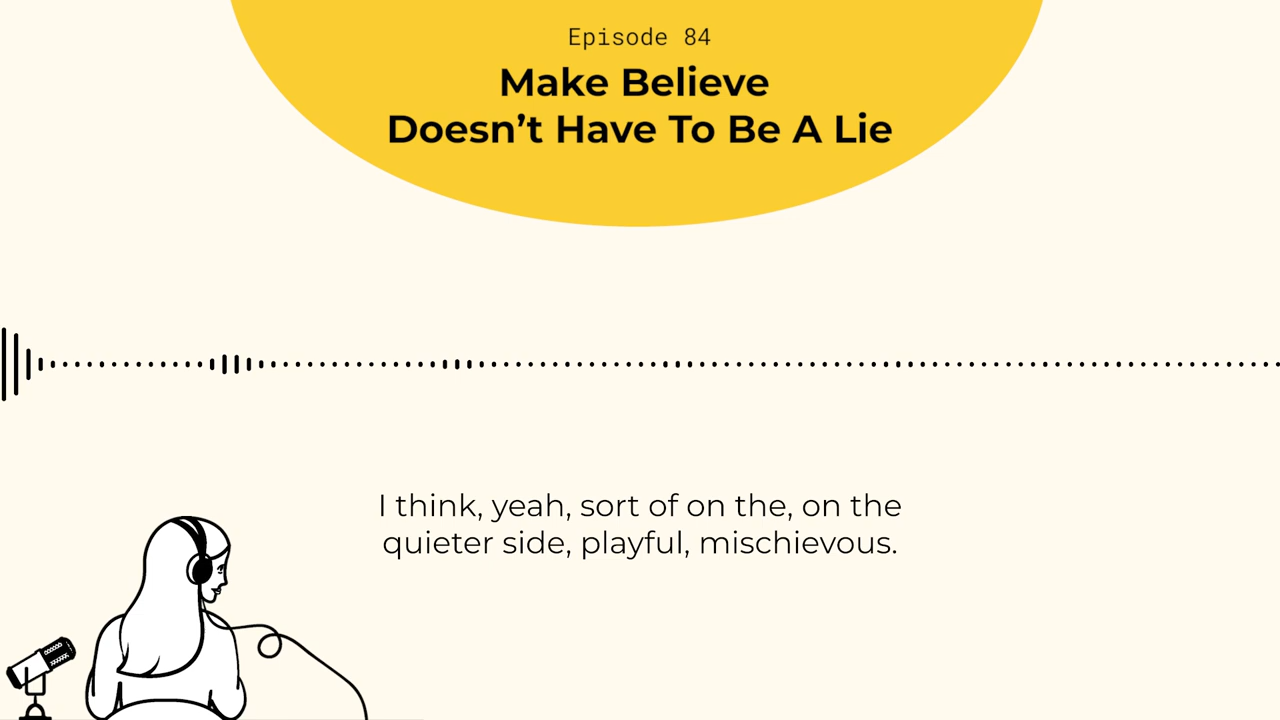 Episode 84
Make Believe
Doesn’t Have To Be A Lie
I think, yeah, sort of on the, on the
quieter side, playful, mischievous.